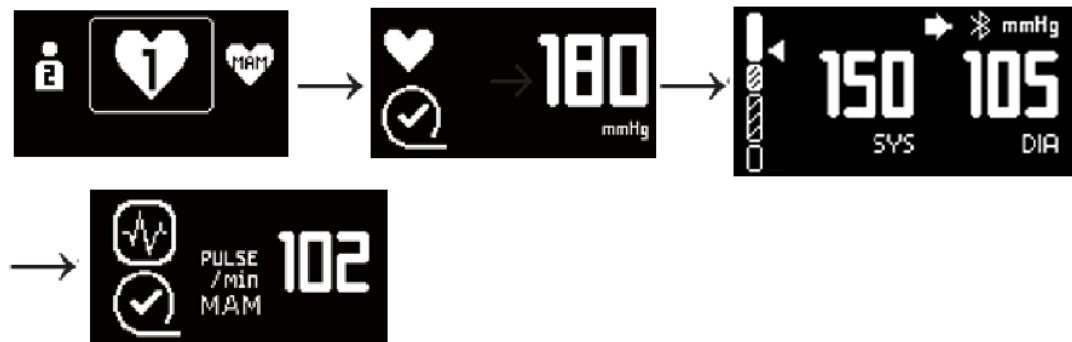 2 1 MAM
180
mmHg
mmHg
150 105
SYS DIA
PULSE
/min
MAM
102